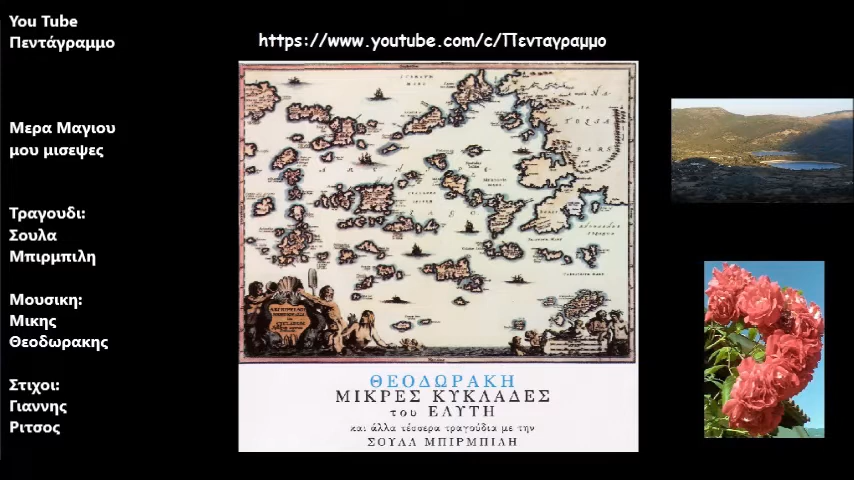 You Tube
Πεντάγραμμο
Μερα Μαγιου
μου μισεψες
Τραγουδι:
Σουλα
Μπιρμπιλη
Μουσικη:
Μικης
Θεοδωρακης
Στιχοι:
Γιαννης
Ριτσος
https://www.youtube.com/c/Πενταγραμμο
ΘΕΟΔΩΡΑΚΗ
ΜΙΚΡΕΣ ΚΥΚΛΑΔΕΣ
του ΕΛΥΤΗ
και άλλα τέσσερα τραγούδια με την
ΣΟΥΛΑ ΜΠΙΡΜΠΙΛΗ